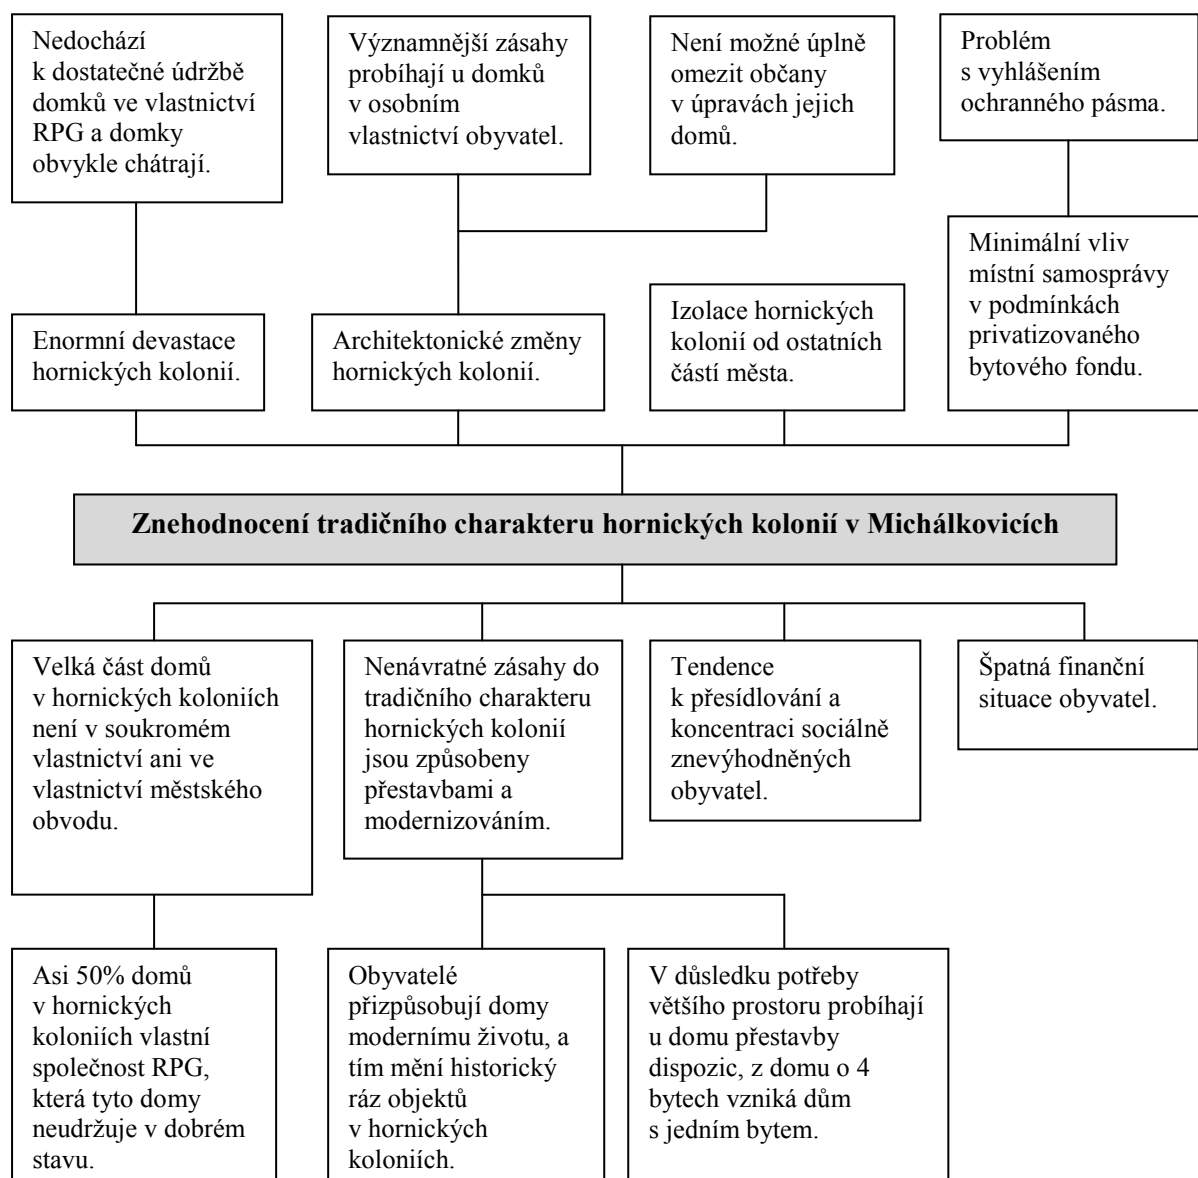 Nedochází
k dostatečné údržbě
domků ve vlastnictví
RPG a domky
obvykle chátrají.
Významnější zásahy
probíhají u domků
v osobním
vlastnictví obyvatel.
Není možné úplně
omezit občany
v úpravách jejich
domů.
Problém
s vyhlášením
ochranného pásma.
Enormní devastace
hornických kolonií.
Architektonické změny
hornických kolonií.
Izolace hornických
kolonií od ostatních
částí města.
Minimální vliv
místní samosprávy
v podmínkách
privatizovaného
bytového fondu.
Znehodnocení tradičního charakteru hornických kolonií v Michálkovicích
Velká část domů
v hornických koloniích
není v soukromém
vlastnictví ani ve
vlastnictví městského
obvodu.
Nenávratné zásahy do
tradičního charakteru
hornických kolonií
jsou způsobeny
přestavbami a
modernizováním.
Tendence
k přesídlování a
koncentraci sociálně
znevýhodněných
obyvatel.
Špatná finanční
situace obyvatel.
Asi 50% domů
v hornických
koloniích vlastní
společnost RPG,
která tyto domy
neudržuje v dobrém
stavu.
Obyvatelé
přizpůsobují domy
modernímu životu, a
tím mění historický
ráz objektů
v hornických
koloniích.
V důsledku potřeby
většího prostoru probíhají
u domu přestavby
dispozic, z domu o 4
bytech vzniká dům
s jedním bytem.